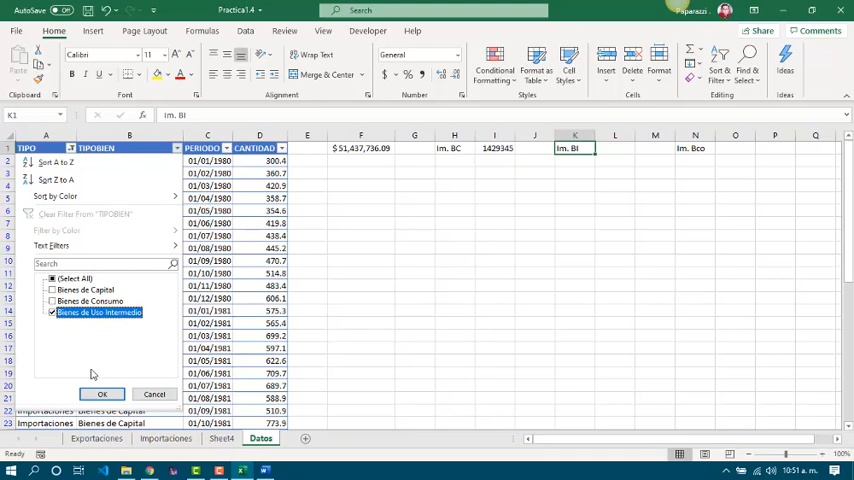 AutoSave Off Practica1.4 Search Paparazzi .
File Home Insert Page Layout Formulas Data Review View Developer Help Share Comments
Paste Calibri 11 A A Wrap Text General Conditional Formatting Format as Table Cell Styles Insert Delete Format Sort & Filter Find & Select Ideas
B I U A Merge & Center $ % 9
Clipboard Font Alignment Number Styles Cells Editing Ideas
K1 fx Im. BI
A B C D E F G H I J K L M N O P Q
1 TIPO TIPOBIEN PERIODO CANTIDAD $ 51,437,736.09 Im. BC 1429345 Im. BI Im. Bco
2 01/01/1980 300.4
3 01/02/1980 360.7
4 01/03/1980 420.9
5 01/04/1980 358.7
6 01/05/1980 354.6
7 01/06/1980 419.8
8 01/07/1980 438.4
9 01/08/1980 445.2
10 01/09/1980 470.7
11 01/10/1980 514.8
12 01/11/1980 483.4
13 01/12/1980 606.1
14 01/01/1981 575.3
15 01/02/1981 565.4
16 01/03/1981 699.2
17 01/04/1981 597.1
18 01/05/1981 622.6
19 01/06/1981 709.7
20 01/07/1981 689.7
21 01/08/1981 588.9
22 Importaciones Bienes de Capital 01/09/1981 510.9
23 Importaciones Bienes de Capital 01/10/1981 773.9
Sort A to Z
Sort Z to A
Sort by Color
Clear Filter From "TIPOBIEN"
Filter by Color
Text Filters
Search
(Select All)
Bienes de Capital
Bienes de Consumo
Bienes de Uso Intermedio
OK Cancel
Exportaciones Importaciones Sheet4 Datos
Ready 100%
10:51 a. m.